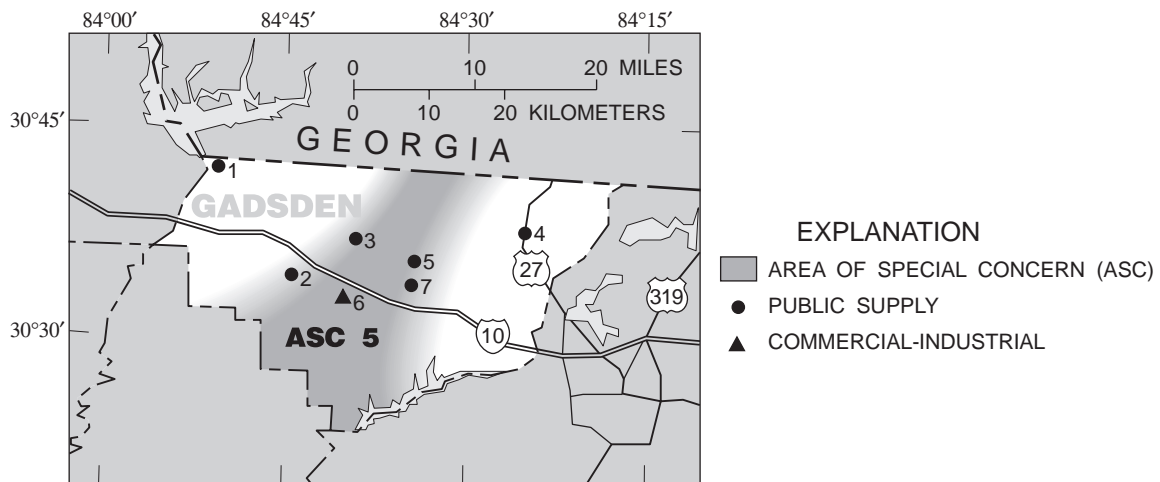 84°00′ 84°45′ 84°30′ 84°15′
0 10 20 MILES
0 10 20 KILOMETERS
30°45′
GEORGIA
1
GADSDEN
3
4
5
2
27
7
6
319
30°30′
ASC 5
10
EXPLANATION
AREA OF SPECIAL CONCERN (ASC)
PUBLIC SUPPLY
COMMERCIAL-INDUSTRIAL